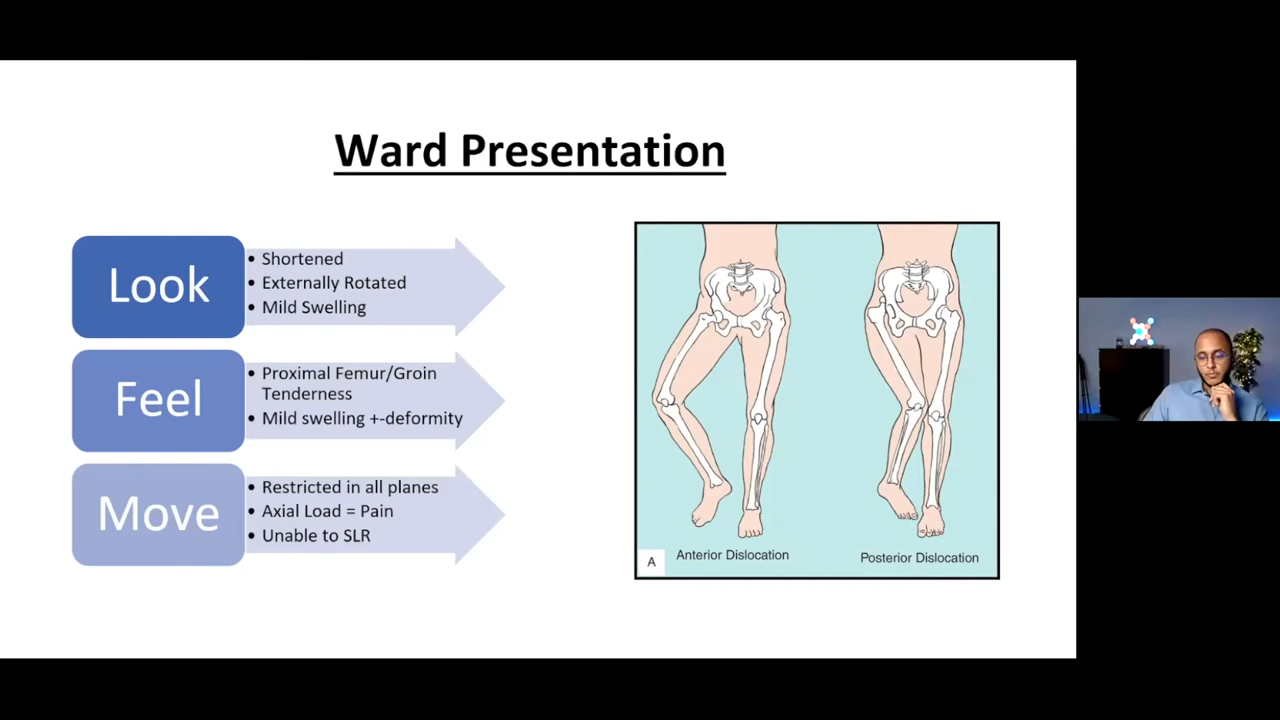 Ward Presentation
Look
• Shortened
• Externally Rotated
• Mild Swelling
Feel
• Proximal Femur/Groin
Tenderness
• Mild swelling +-deformity
Move
• Restricted in all planes
• Axial Load = Pain
• Unable to SLR
A
Anterior Dislocation
Posterior Dislocation